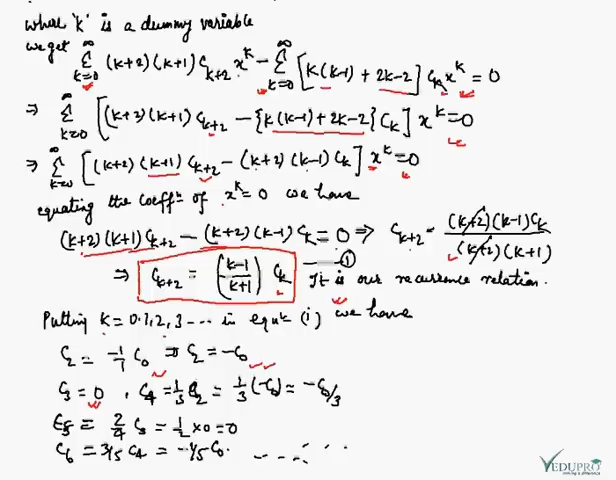 where 'k' is a dummy variable
we get ∞∑k=0 (k+2)(k+1) C_{k+2} x^k - ∞∑k=0 [k(k-1) + 2k-2] C_k x^k = 0
⇒ ∞∑k=0 [(k+2)(k+1) C_{k+2} - {k(k-1) + 2k-2} C_k] x^k = 0
⇒ ∞∑k=0 [(k+2)(k+1) C_{k+2} - (k+2)(k-1) C_k] x^k = 0
equating the coeffn of x^k = 0 we have
(k+2)(k+1) C_{k+2} - (k+2)(k-1) C_k = 0 ⇒ C_{k+2} = (k+2)(k-1) C_k / (k+2)(k+1)
⇒ C_{k+2} = (k-1/k+1) C_k —① It is our recurrence relation.
Putting k = 0,1,2,3 ---- in equn (i) we have
C_2 = -1/1 C_0 ⇒ C_2 = -C_0
C_3 = 0, C_4 = 1/3 C_2 = 1/3 (-C_0) = -C_0/3
C_5 = 2/4 C_3 = 1/2 × 0 = 0
C_6 = 3/5 C_4 = -1/5 C_0.
VEDUPRO